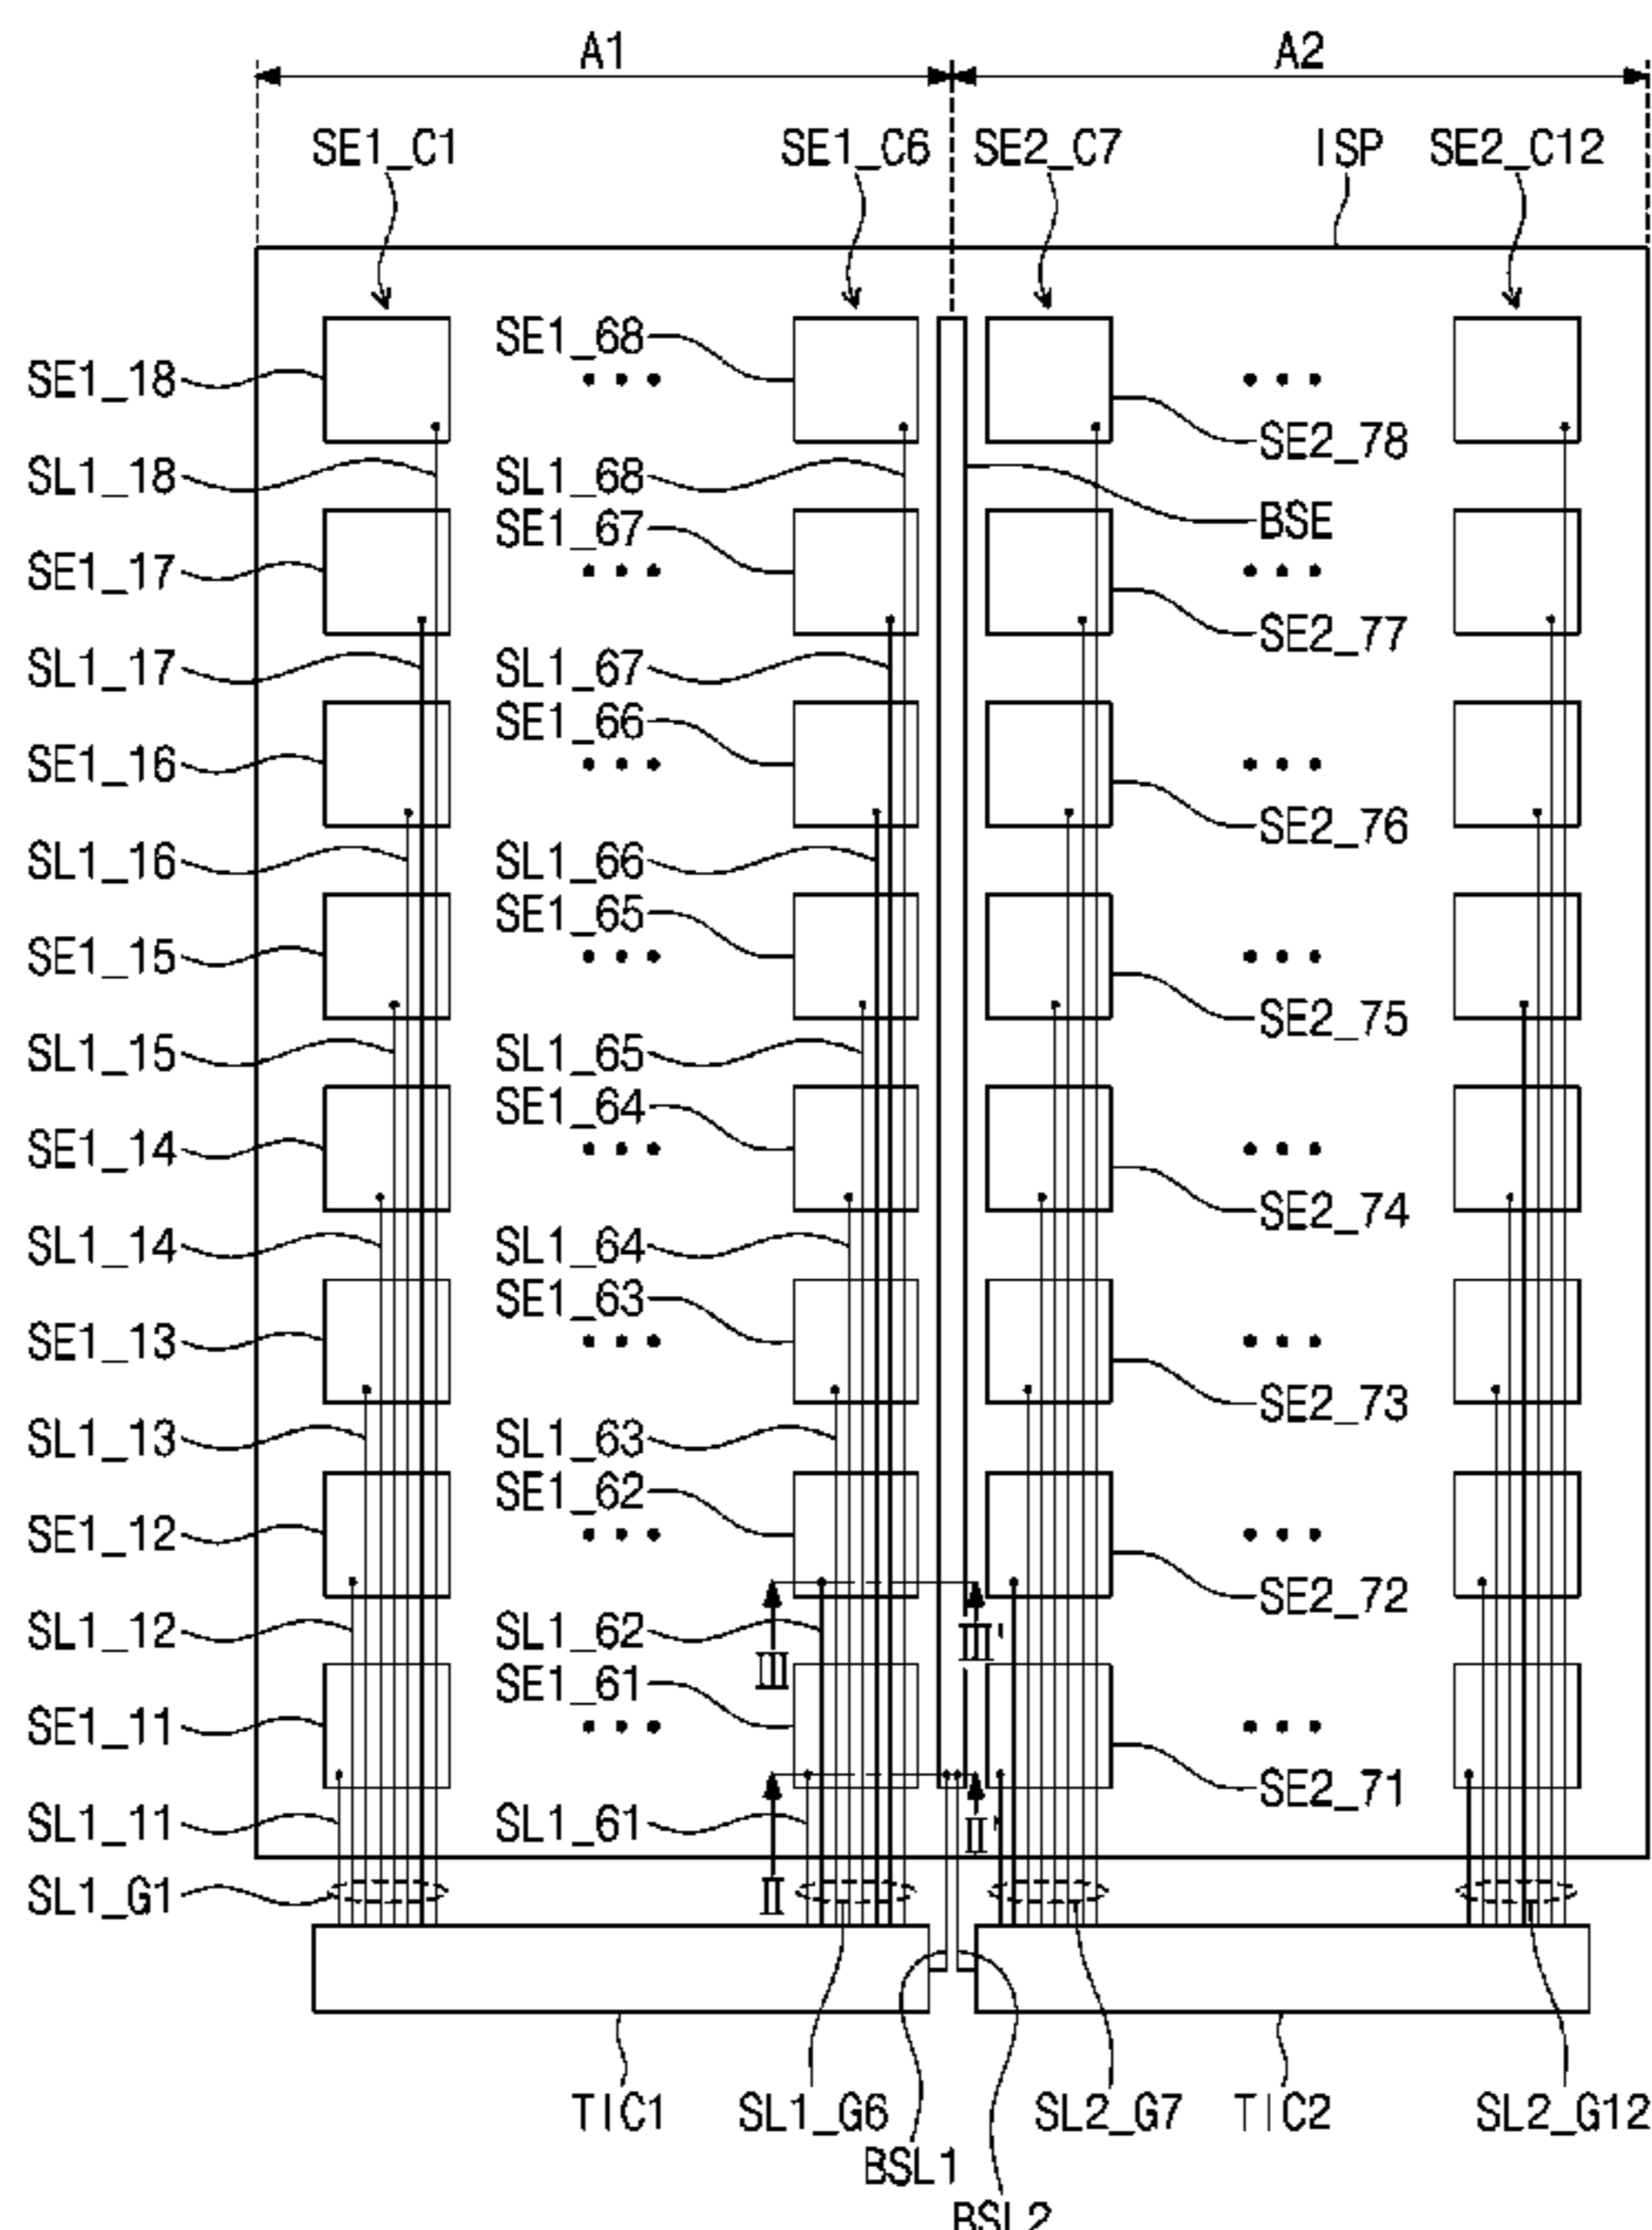 A1 A2
SE1_C1 SE1_C6 SE2_C7 ISP SE2_C12
SE1_68
SE1_18 • • • • • •
SE2_78
SL1_18 SL1_68
BSE
SE1_67
SE1_17 • • • • • •
SE2_77
SL1_17 SL1_67
SE1_66
SE1_16 • • • • • •
SE2_76
SL1_16 SL1_66
SE1_65
SE1_15 • • • • • •
SE2_75
SL1_15 SL1_65
SE1_64
SE1_14 • • • • • •
SE2_74
SL1_14 SL1_64
SE1_63
SE1_13 • • • • • •
SE2_73
SL1_13 SL1_63
SE1_62
SE1_12 • • • • • •
SE2_72
SL1_12 SL1_62 III III'
SE1_61
SE1_11 • • • • • •
SE2_71
SL1_11 SL1_61 II'
SL1_G1 II
TIC1 SL1_G6 SL2_G7 TIC2 SL2_G12
BSL1
BSL2